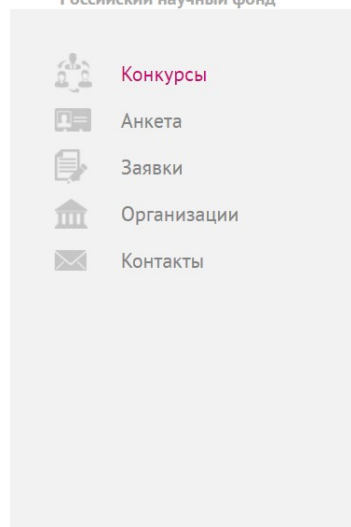 Российский научный фонд
Конкурсы
Анкета
Заявки
Организации
Контакты